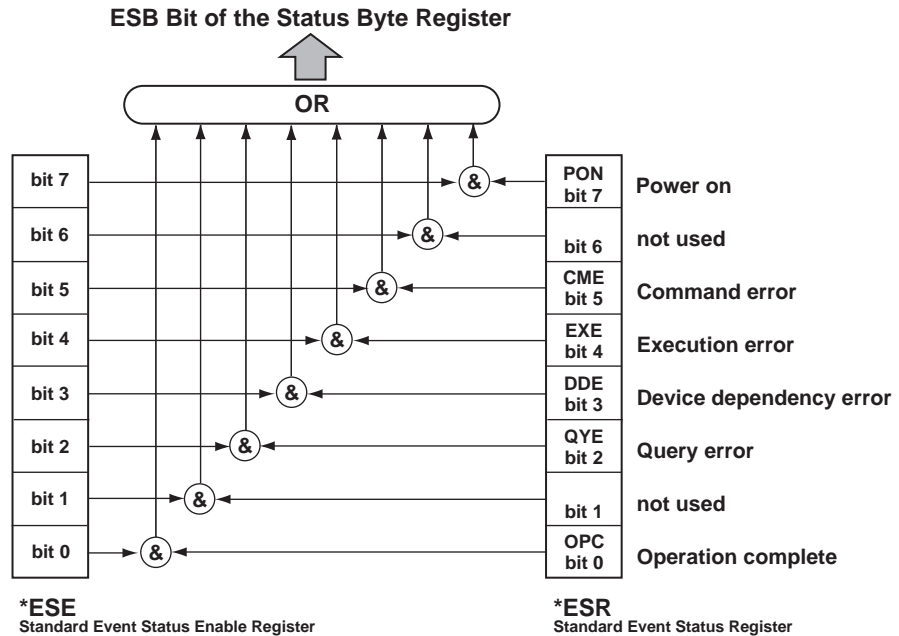 ESB Bit of the Status Byte Register
OR
bit 7
&
PON
bit 7
Power on
bit 6
&
bit 6
not used
bit 5
&
CME
bit 5
Command error
bit 4
&
EXE
bit 4
Execution error
bit 3
&
DDE
bit 3
Device dependency error
bit 2
&
QYE
bit 2
Query error
bit 1
&
bit 1
not used
bit 0
&
OPC
bit 0
Operation complete
*ESE
Standard Event Status Enable Register
*ESR
Standard Event Status Register